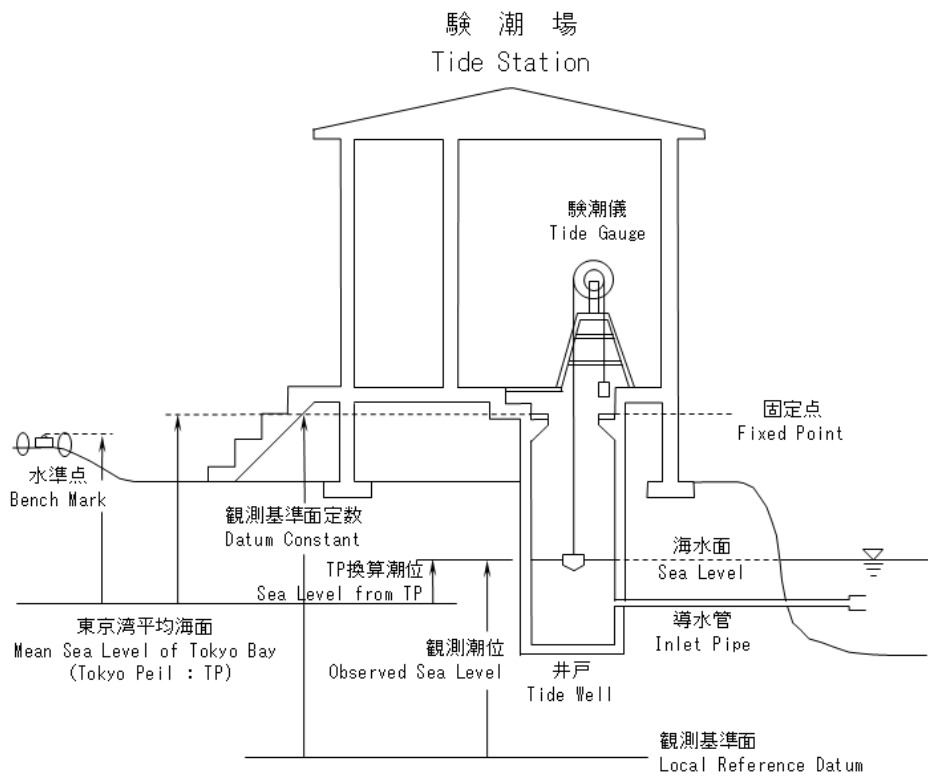 験 潮 場
Tide Station
験潮儀
Tide Gauge
固定点
Fixed Point
水準点
Bench Mark
観測基準面定数
Datum Constant
海水面
Sea Level
TP換算潮位
Sea Level from TP
東京湾平均海面
Mean Sea Level of Tokyo Bay
(Tokyo Peil : TP)
観測潮位
Observed Sea Level
導水管
Inlet Pipe
井戸
Tide Well
観測基準面
Local Reference Datum